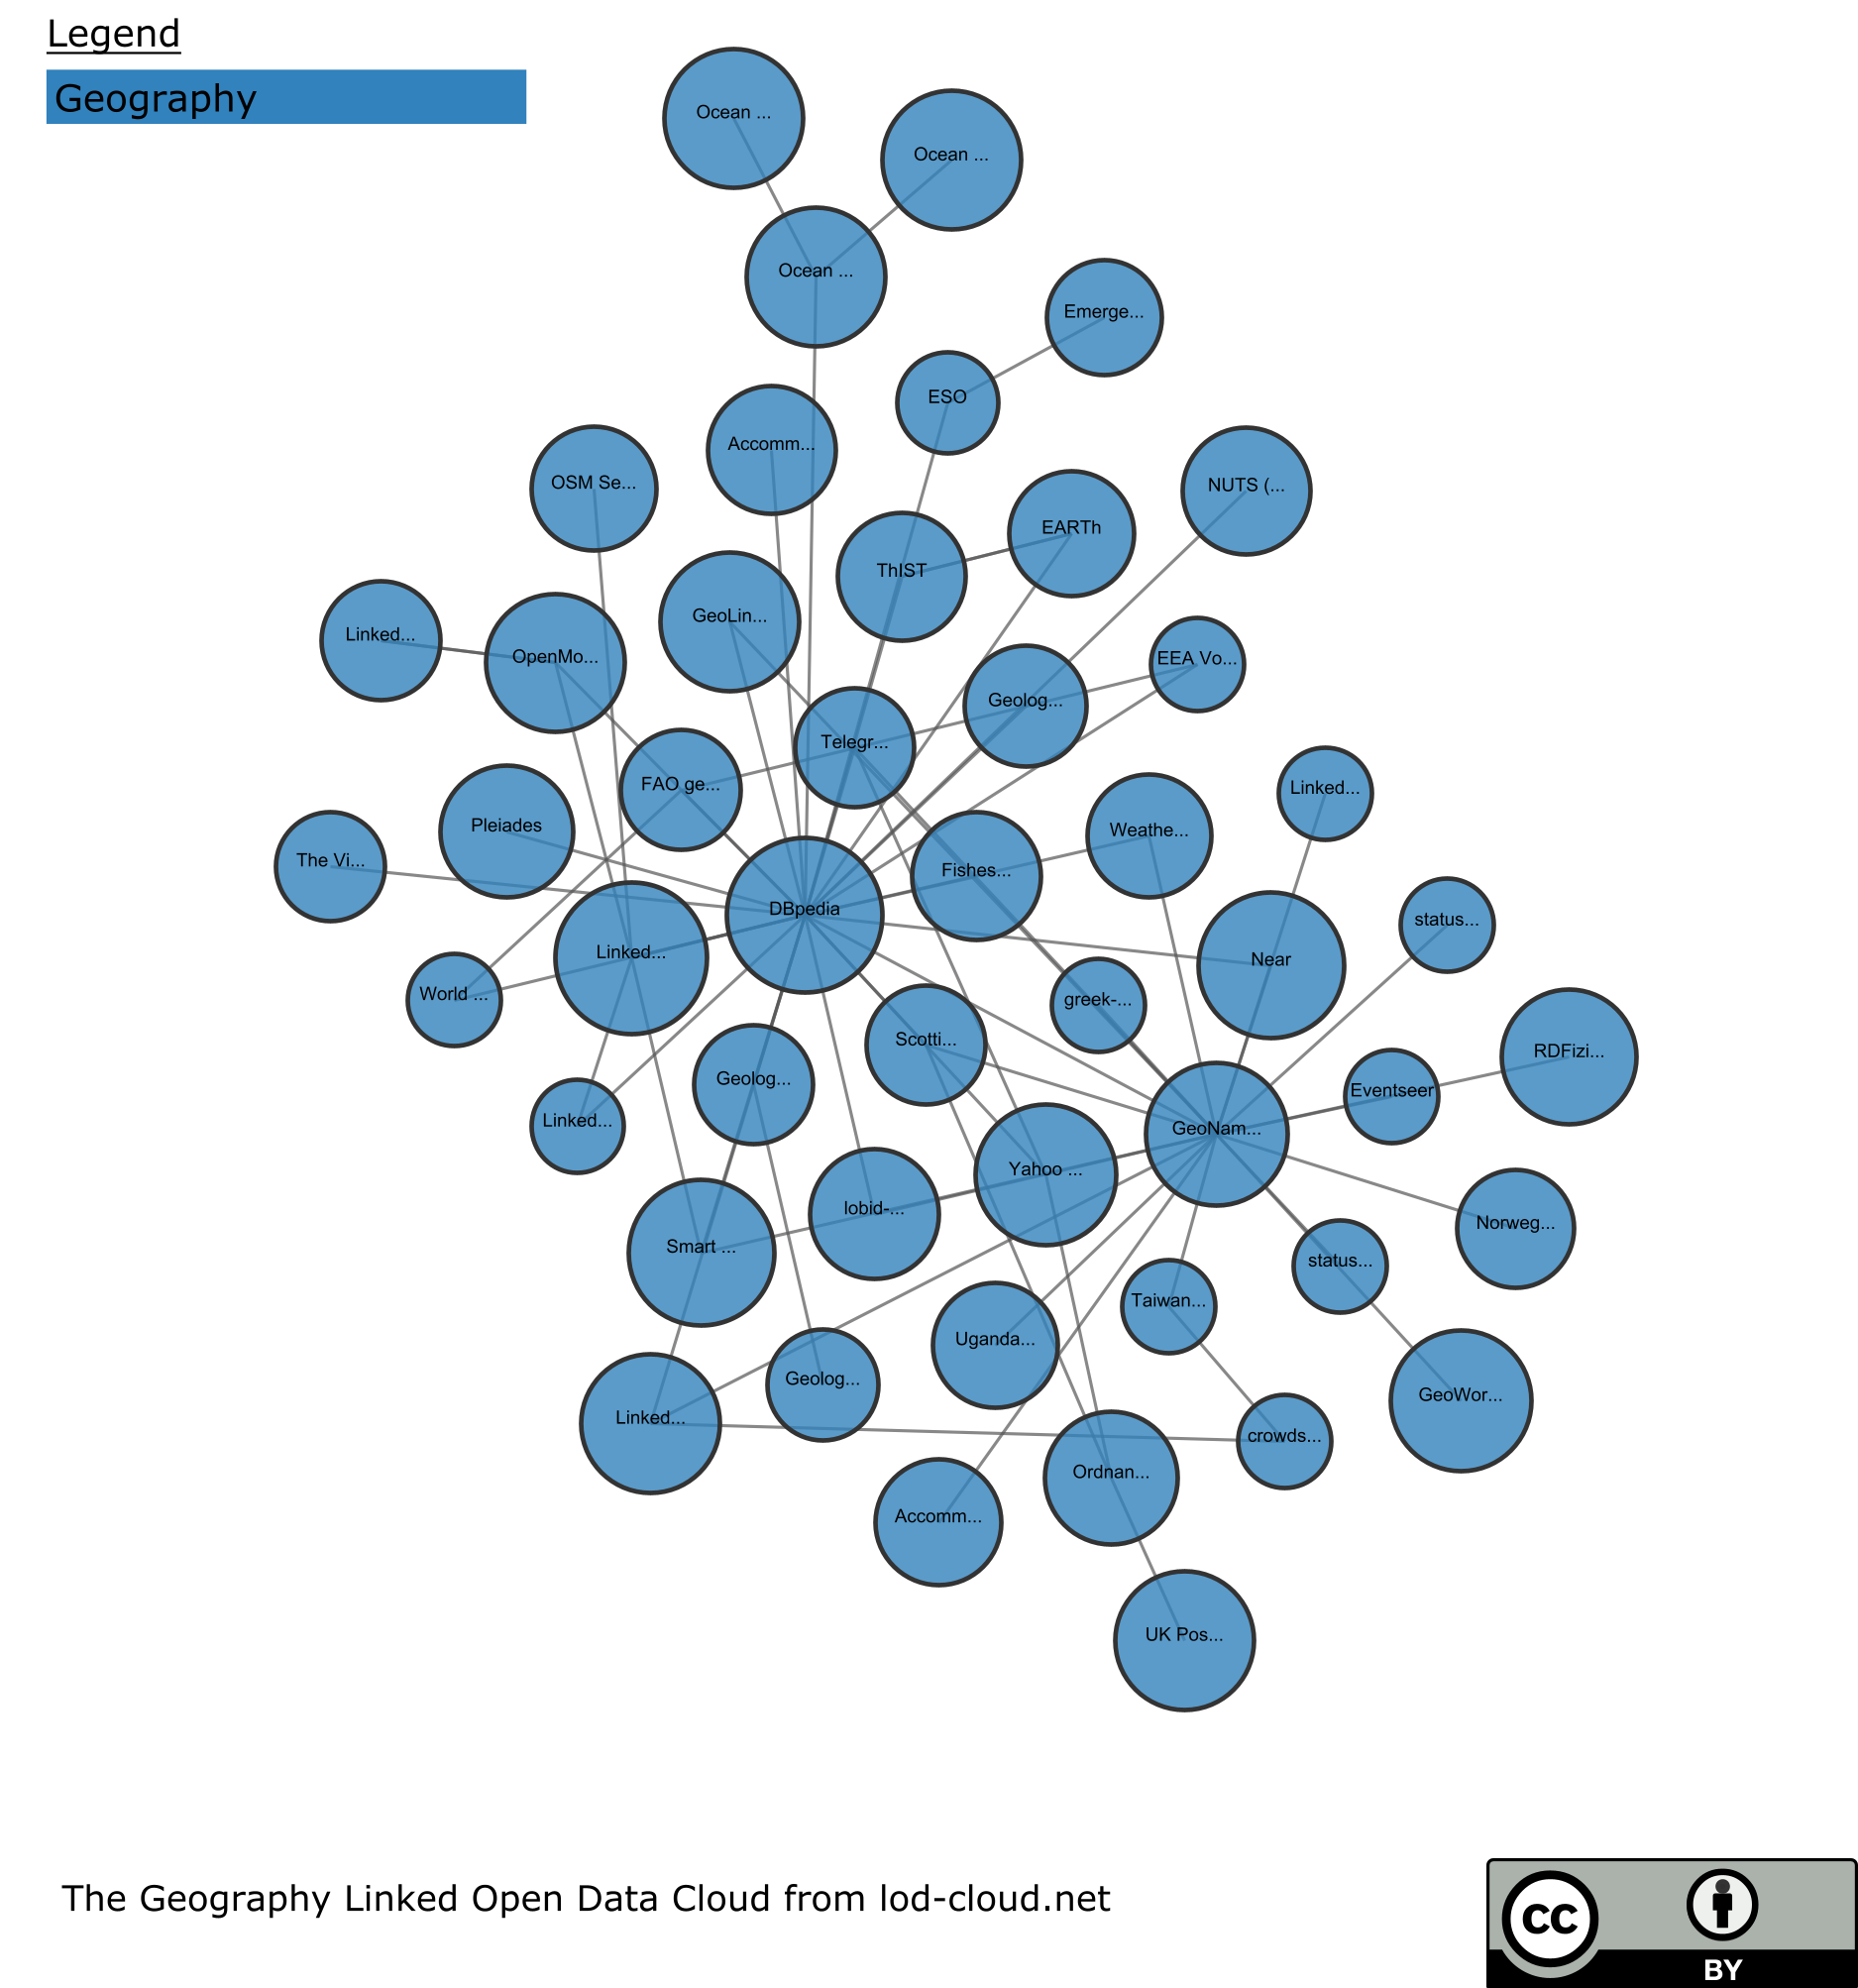 Legend
Geography
Ocean ...
Ocean ...
Ocean ...
Emerge...
ESO
Accomm...
OSM Se...
NUTS (...
EARTh
ThIST
GeoLin...
Linked...
OpenMo...
EEA Vo...
Geolog...
Telegr...
FAO ge...
Linked...
Pleiades
Weathe...
The Vi...
Fishes...
DBpedia
status...
Linked...
Near
World ...
greek-...
Scotti...
RDFizi...
Geolog...
Eventseer
Linked...
GeoNam...
Yahoo ...
lobid-...
Norweg...
Smart ...
status...
Taiwan...
Uganda...
Geolog...
GeoWor...
Linked...
crowds...
Ordnan...
Accomm...
UK Pos...
The Geography Linked Open Data Cloud from lod-cloud.net
cc
BY